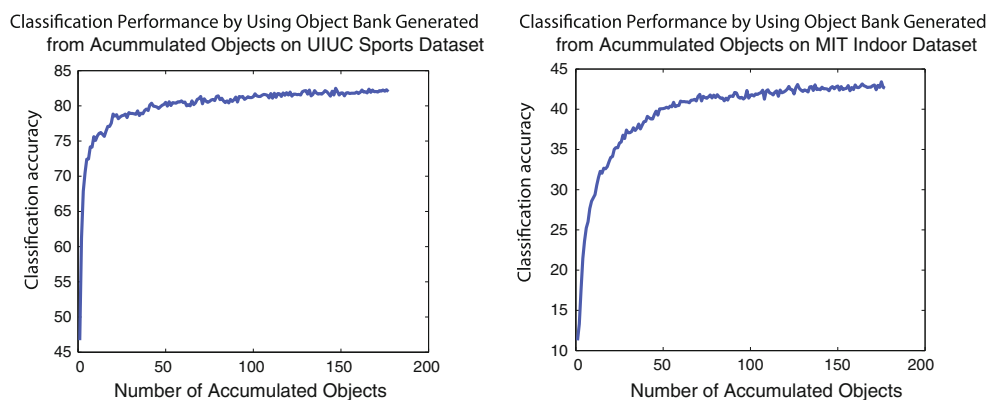 Classification Performance by Using Object Bank Generated
from Acummulated Objects on UIUC Sports Dataset
85
80
75
70
65
60
55
50
45
0 50 100 150 200
Classification accuracy
Number of Accumulated Objects
Classification Performance by Using Object Bank Generated
from Accummulated Objects on MIT Indoor Dataset
45
40
35
30
25
20
15
10
0 50 100 150 200
Classification accuracy
Number of Accumulated Objects